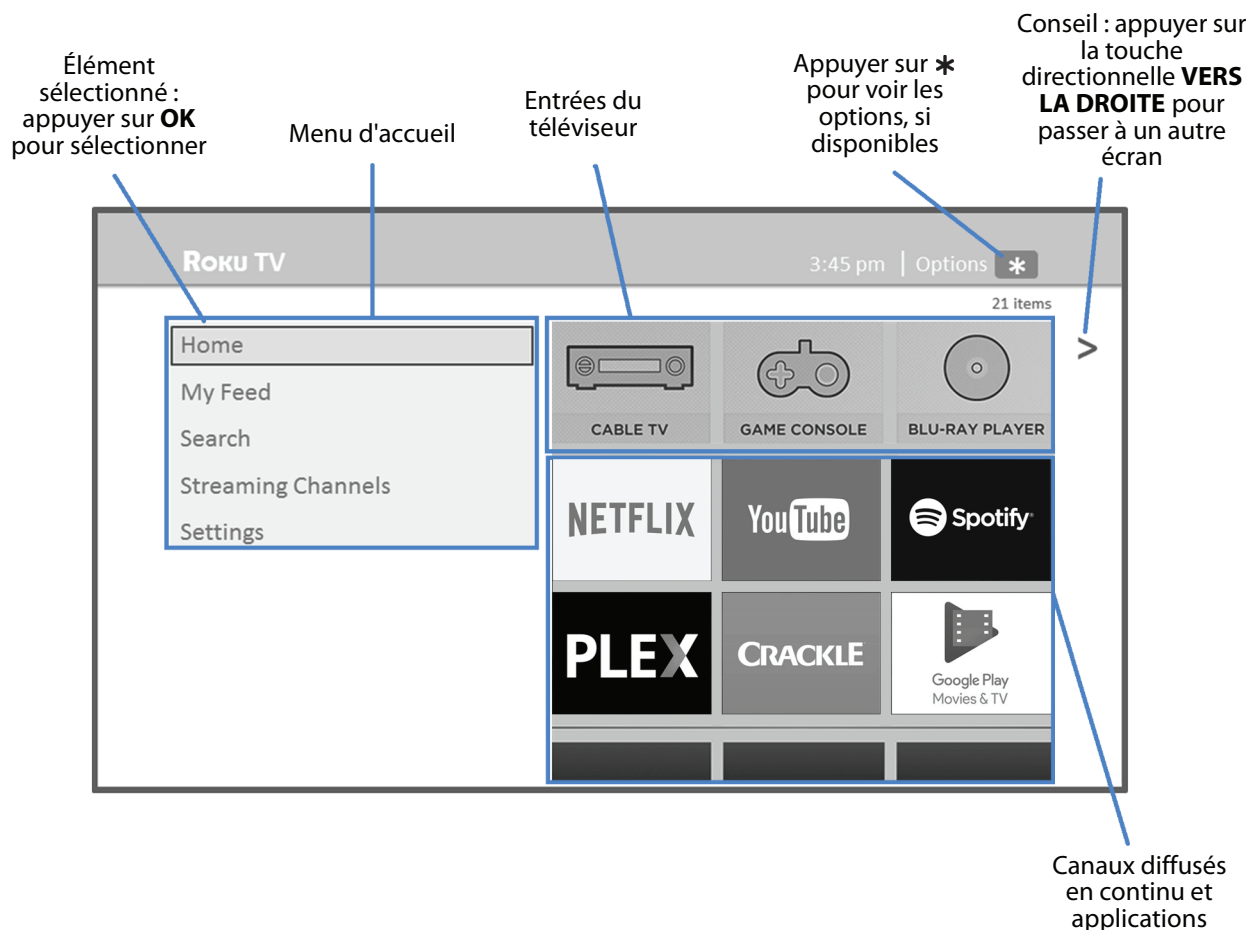 Élément
sélectionné :
appuyer sur OK
pour sélectionner
Menu d'accueil
Entrées du
téléviseur
Appuyer sur *
pour voir les
options, si
disponibles
Conseil : appuyer sur
la touche
directionnelle VERS
LA DROITE pour
passer à un autre
écran
ROKU TV
3:45 pm | Options *
21 items
Home
My Feed
Search
Streaming Channels
Settings
>
CABLE TV
GAME CONSOLE
BLU-RAY PLAYER
NETFLIX
YouTube
Spotify
PLEX
CRACKLE
Google Play
Movies & TV
Canaux diffusés
en continu et
applications